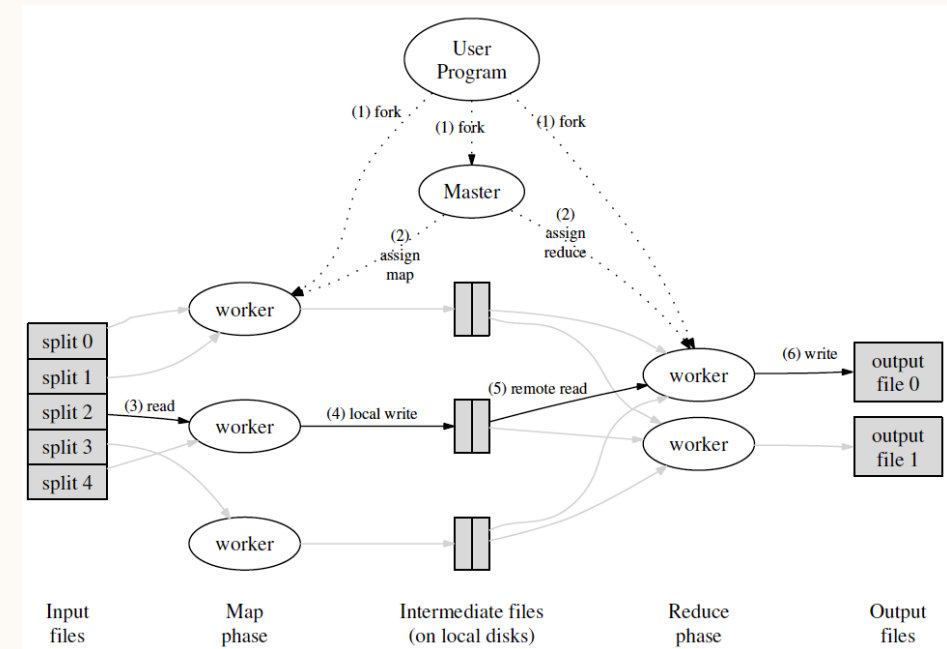 User
Program
(1) fork
(1) fork
(1) fork
Master
(2)
assign
map
(2)
assign
reduce
worker
split 0
split 1
split 2
split 3
split 4
(3) read
worker
(4) local write
(5) remote read
worker
(6) write
output
file 0
worker
output
file 1
worker
Input
files
Map
phase
Intermediate files
(on local disks)
Reduce
phase
Output
files